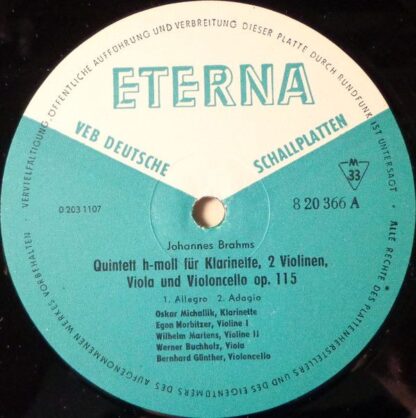 VERVIELFÄLTIGUNG, ÖFFENTLICHE AUFFÜHRUNG UND VERBREITUNG DIESER PLATTE DURCH RUNDFUNK IST UNTERSAGT • ALLE RECHTE DES PLATTENHERSTELLERS UND DES EIGENTÜMERS DES AUFGENOMMENEN WERKES VORBEHALTEN
ETERNA
VEB DEUTSCHE SCHALLPLATTEN
M
33
0 203 1107
8 20 366 A
Johannes Brahms
Quintett h-moll für Klarinette, 2 Violinen,
Viola und Violoncello op. 115
1. Allegro 2. Adagio
Oskar Michallik, Klarinette
Egon Morbitzer, Violine I
Wilhelm Martens, Violine II
Werner Buchholz, Viola
Bernhard Günther, Violoncello